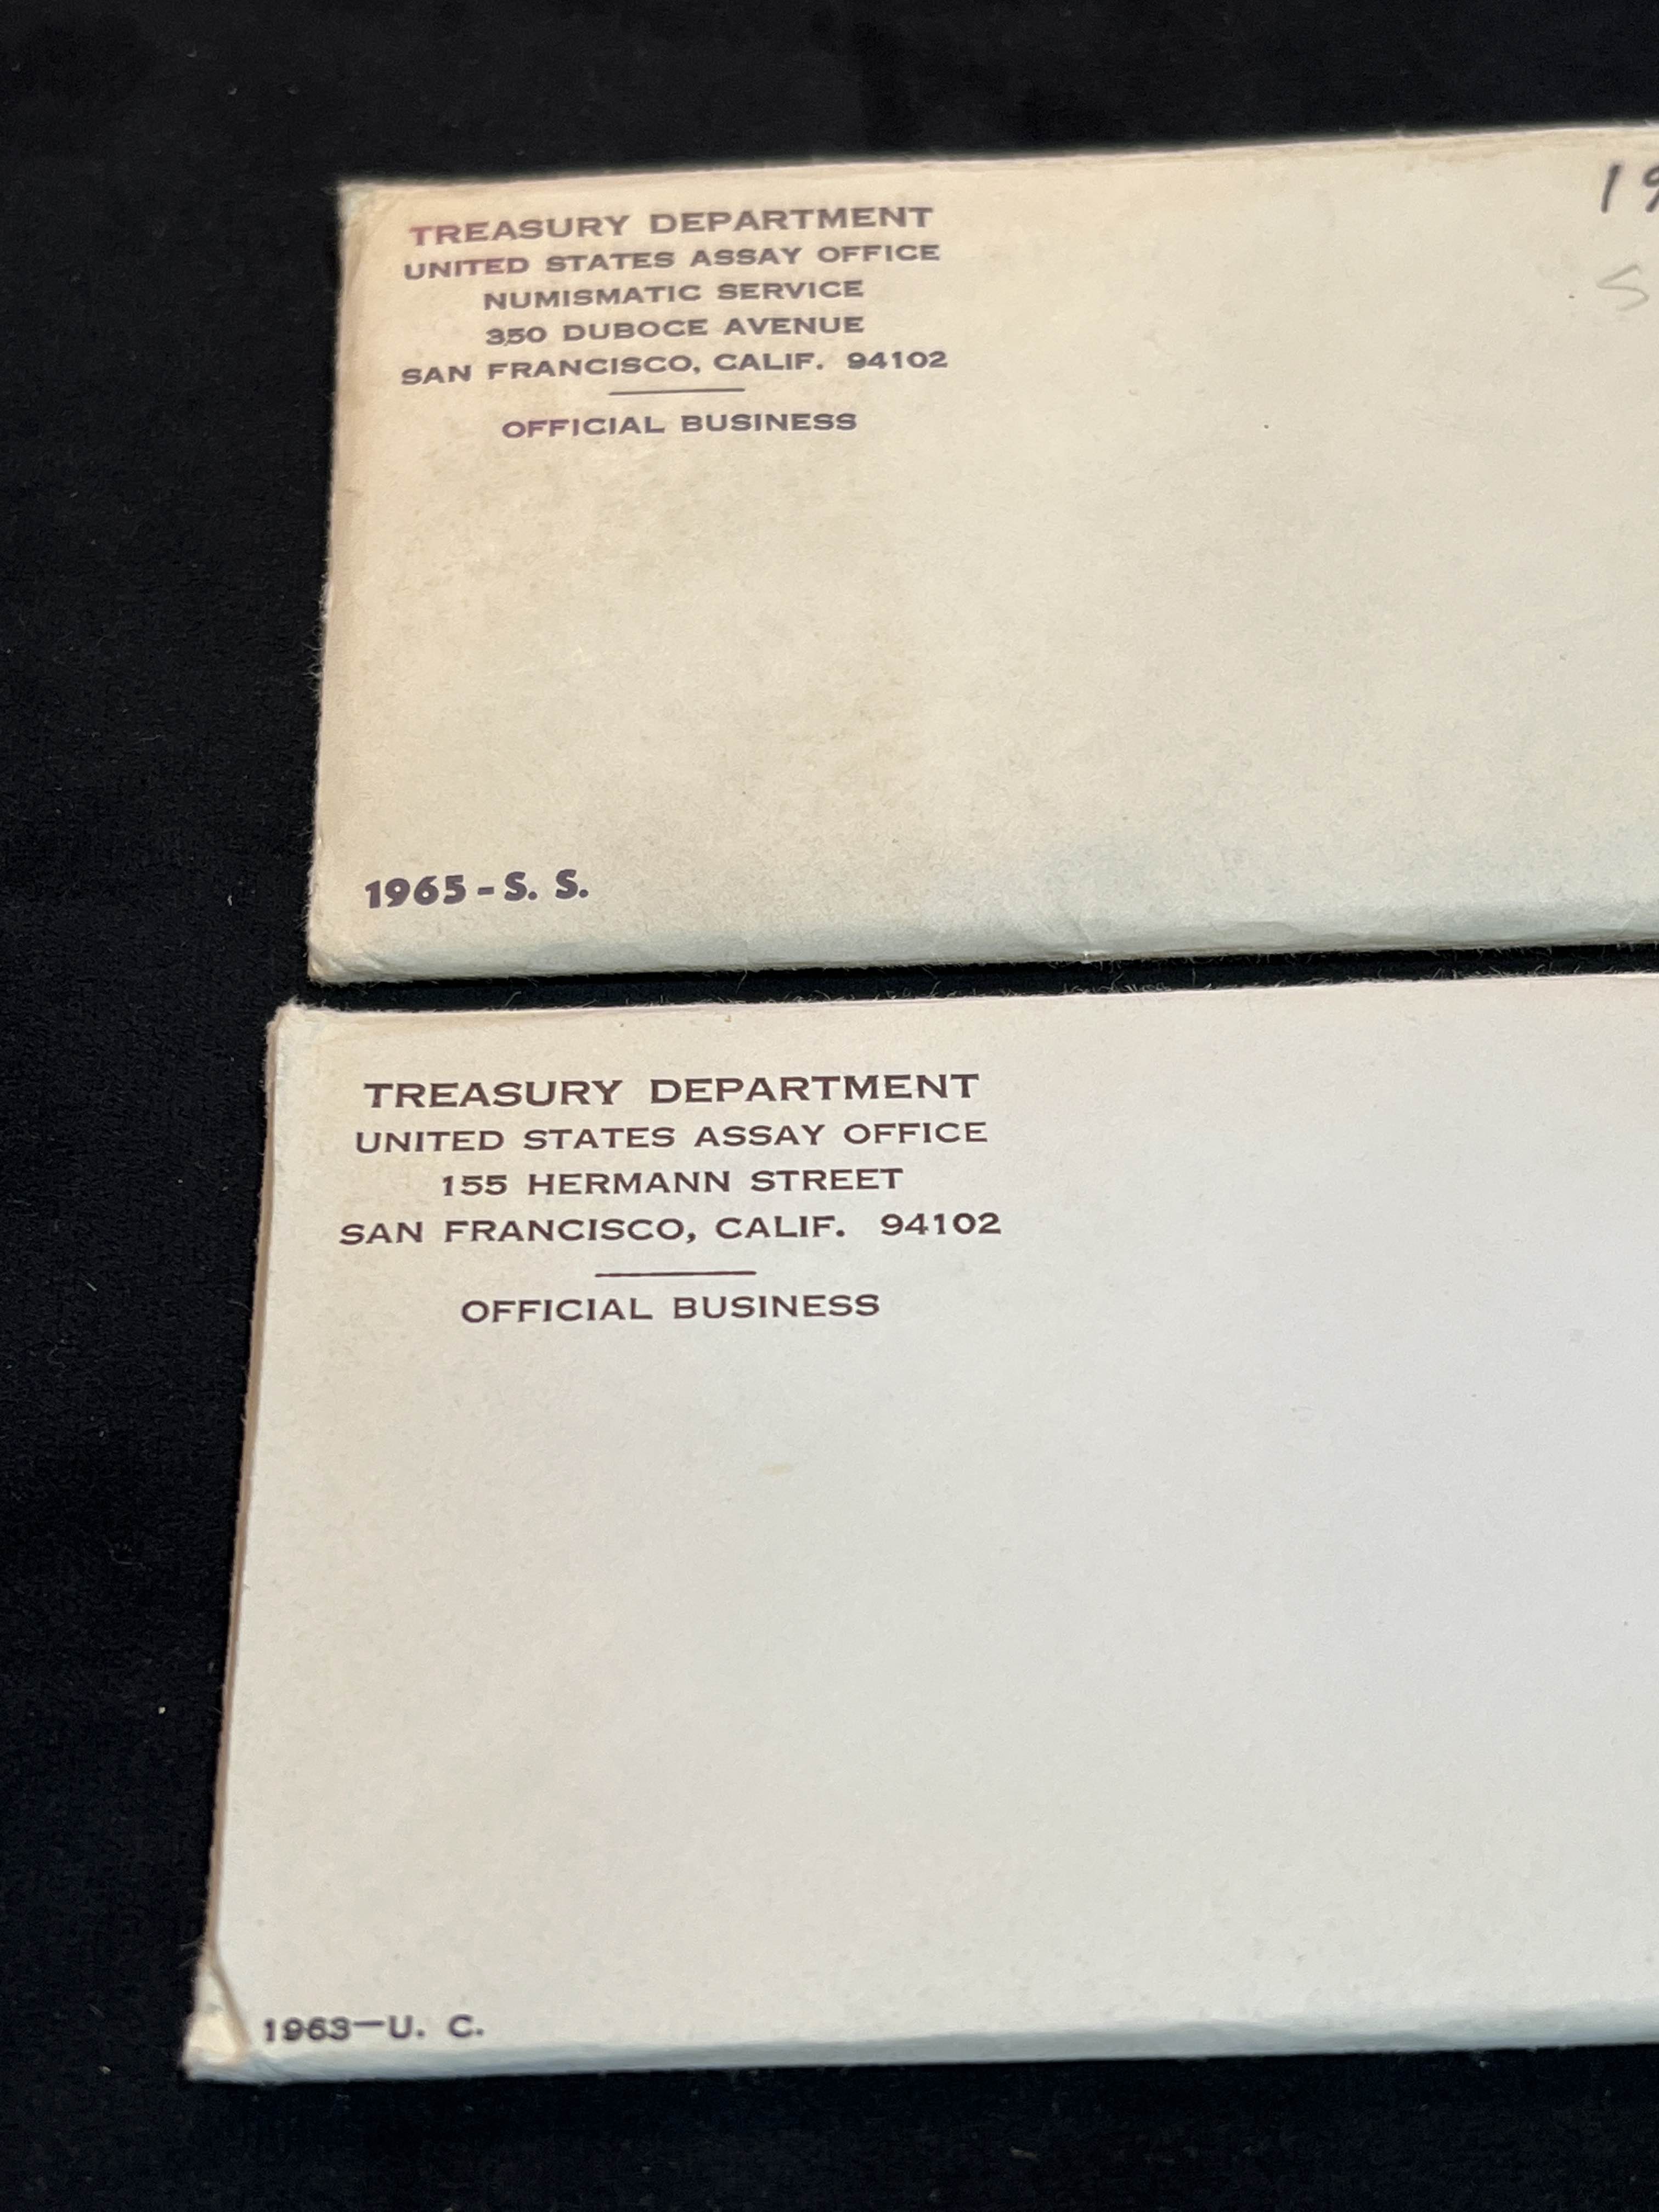 TREASURY DEPARTMENT
UNITED STATES ASSAY OFFICE
NUMISMATIC SERVICE
350 DUBOCE AVENUE
SAN FRANCISCO, CALIF. 94102
OFFICIAL BUSINESS
19
S
1965-S. S.
TREASURY DEPARTMENT
UNITED STATES ASSAY OFFICE
155 HERMANN STREET
SAN FRANCISCO, CALIF. 94102
OFFICIAL BUSINESS
1963—U. C.